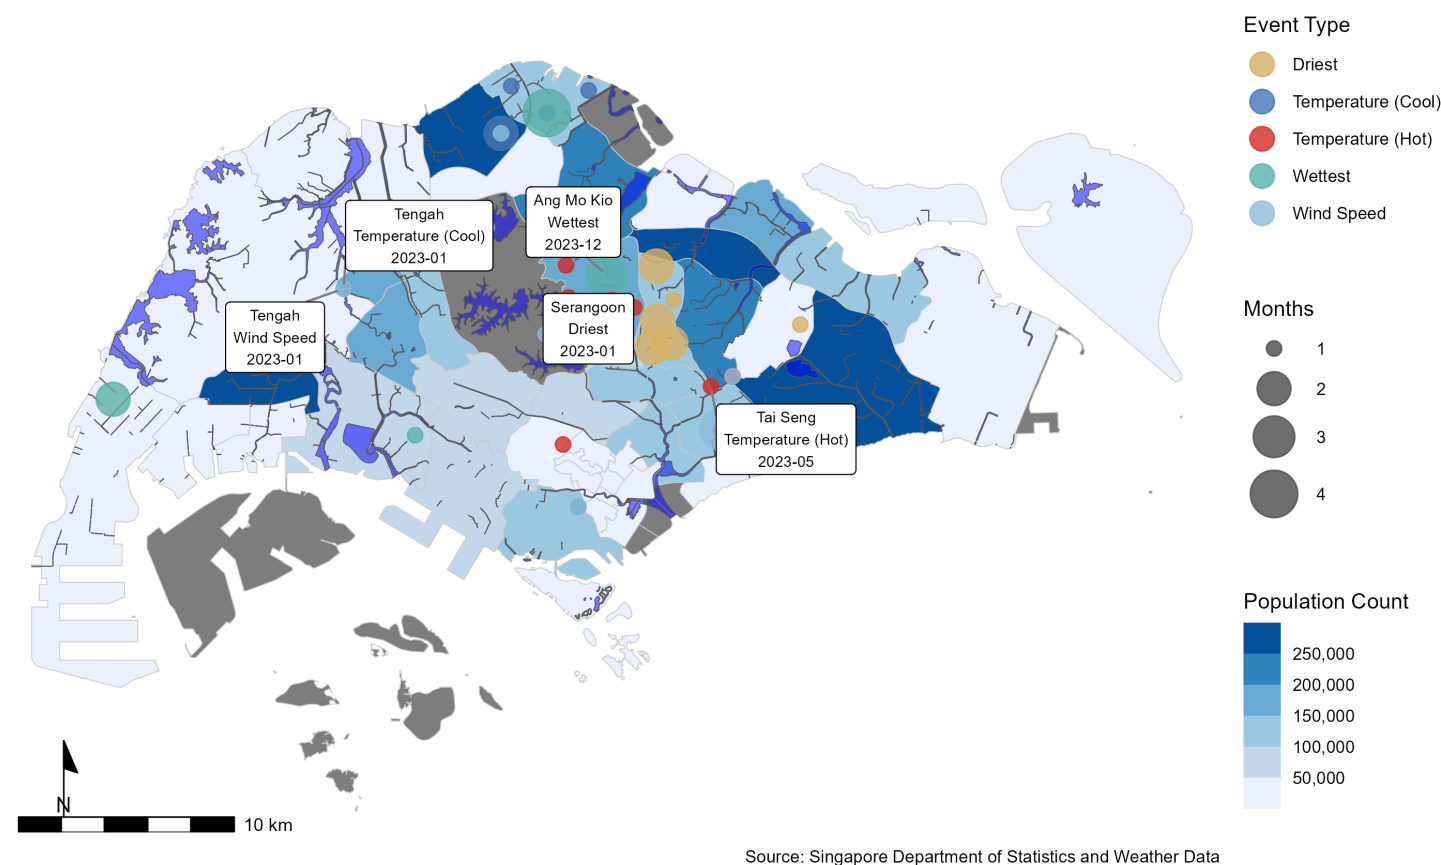 Tengah
Temperature (Cool)
2023-01
Ang Mo Kio
Wettest
2023-12
Tengah
Wind Speed
2023-01
Serangoon
Driest
2023-01
Tai Seng
Temperature (Hot)
2023-05
N
10 km
Event Type
Driest
Temperature (Cool)
Temperature (Hot)
Wettest
Wind Speed
Months
1
2
3
4
Population Count
250,000
200,000
150,000
100,000
50,000
Source: Singapore Department of Statistics and Weather Data